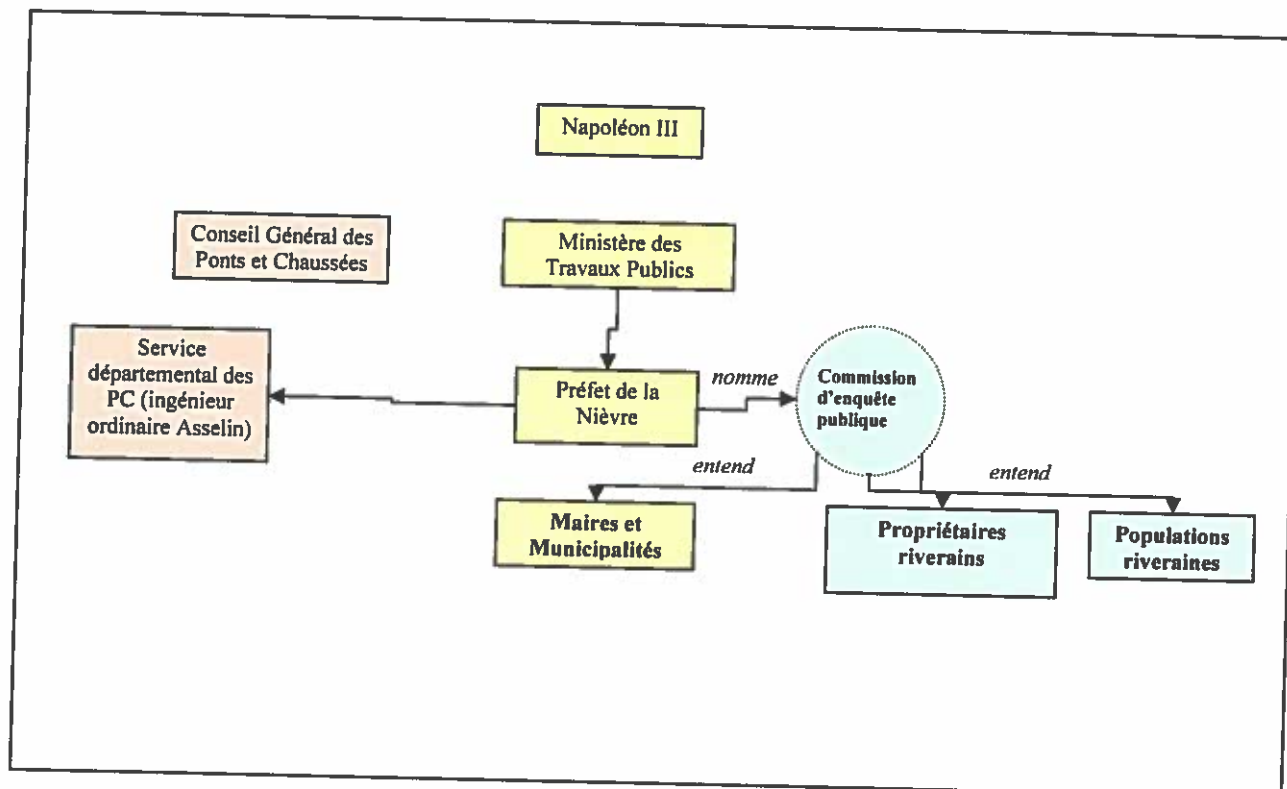 Napoléon III
Conseil Général des
Ponts et Chaussées
Ministère des
Travaux Publics
Service
départemental des
PC (ingénieur
ordinaire Asselin)
Préfet de la
Nièvre
nomme
Commission
d'enquête
publique
entend
entend
Maires et
Municipalités
Propriétaires
riverains
Populations
riveraines